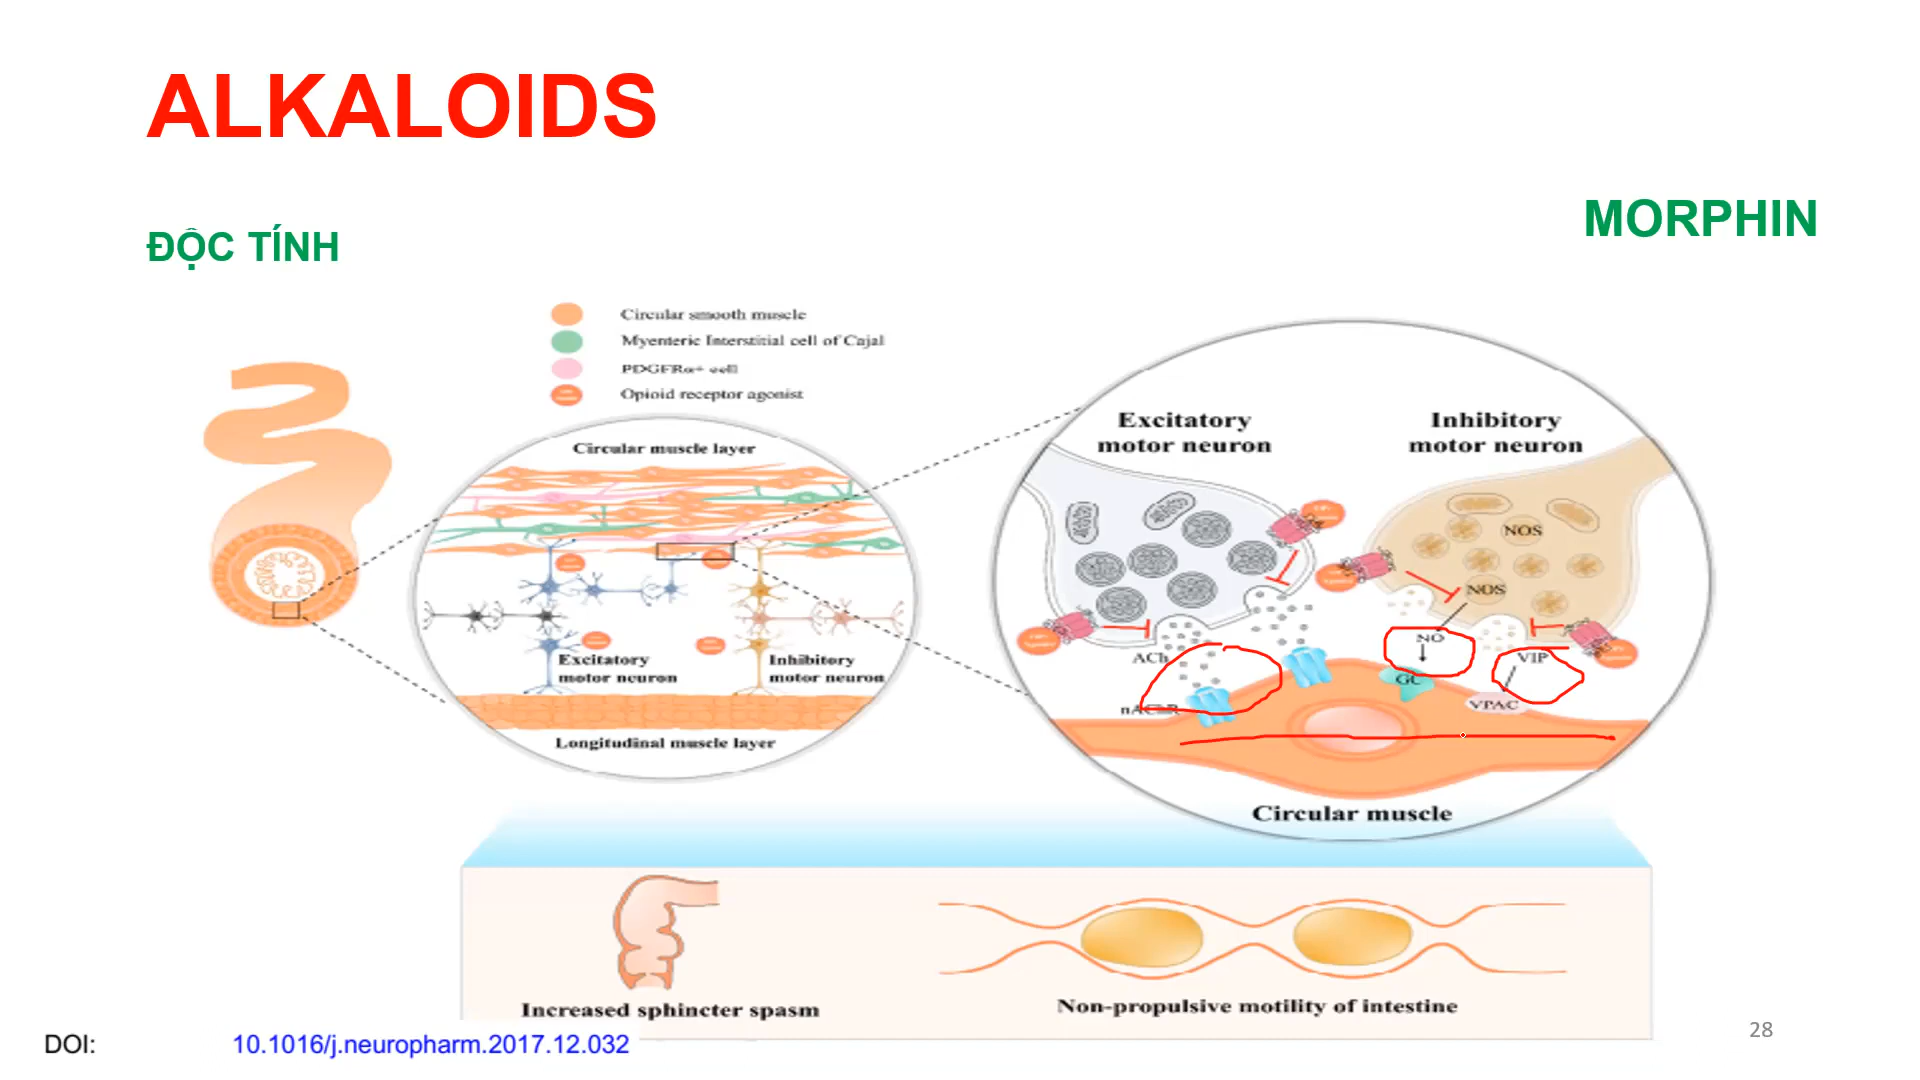 ALKALOIDS
MORPHIN
ĐỘC TÍNH
Circular smooth muscle
Myenteric Interstitial cell of Cajal
PDGFRα+ cell
Opioid receptor agonist
Circular muscle layer
Excitatory
motor neuron
Inhibitory
motor neuron
Longitudinal muscle layer
Excitatory
motor neuron
Inhibitory
motor neuron
NOS
NOS
NO
ACh
VIP
GC
VPAC
nAChR
Circular muscle
Increased sphincter spasm
Non-propulsive motility of intestine
DOI:
10.1016/j.neuropharm.2017.12.032
28